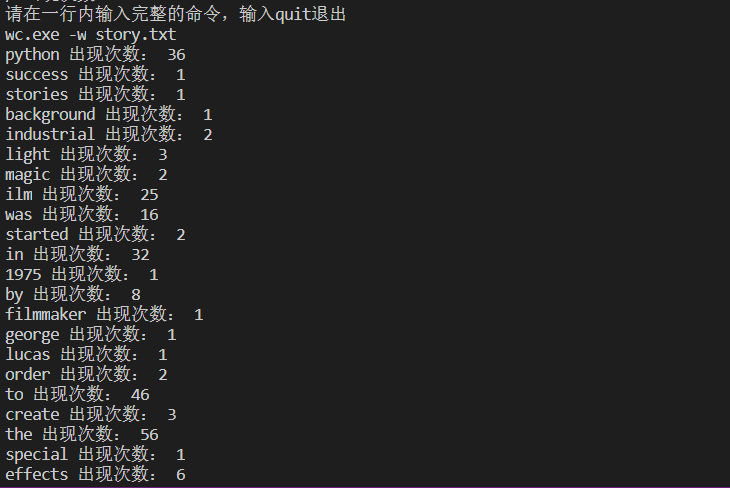 请在一行内输入完整的命令，输入quit退出
wc.exe -w story.txt
python 出现次数： 36
success 出现次数： 1
stories 出现次数： 1
background 出现次数： 1
industrial 出现次数： 2
light 出现次数： 3
magic 出现次数： 2
ilm 出现次数： 25
was 出现次数： 16
started 出现次数： 2
in 出现次数： 32
1975 出现次数： 1
by 出现次数： 8
filmmaker 出现次数： 1
george 出现次数： 1
lucas 出现次数： 1
order 出现次数： 2
to 出现次数： 46
create 出现次数： 3
the 出现次数： 56
special 出现次数： 1
effects 出现次数： 6